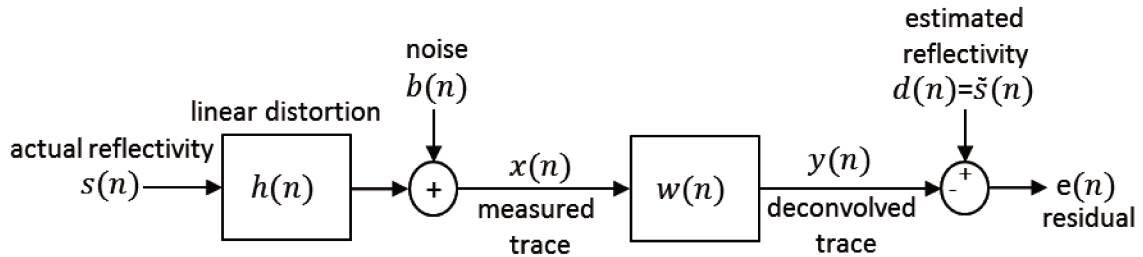 actual reflectivity
s(n)
linear distortion
h(n)
noise
b(n)
+
x(n)
measured
trace
w(n)
y(n)
deconvolved
trace
estimated
reflectivity
d(n)=s̃(n)
+
-
e(n)
residual